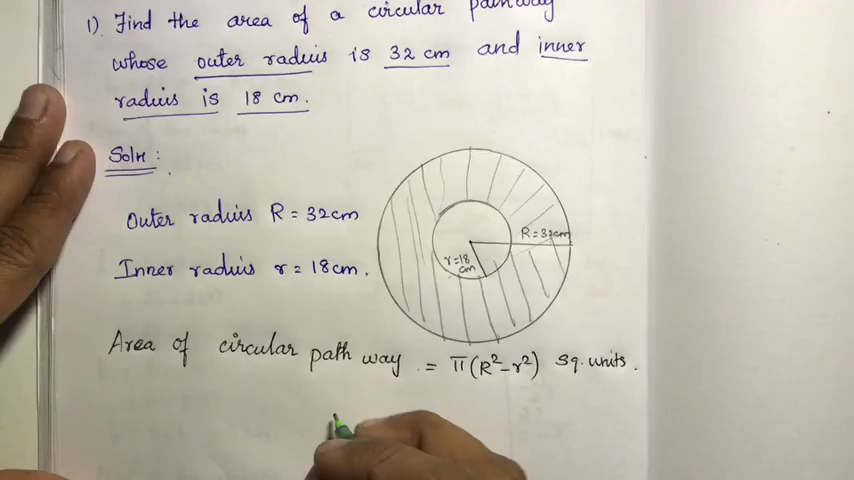 1). Find the area of a circular pathway
whose outer radius is 32 cm and inner
radius is 18 cm.
Soln :
Outer radius R = 32cm
Inner radius r = 18cm.
R = 32cm
r=18
cm
Area of circular path way = π(R²-r²) sq. units.